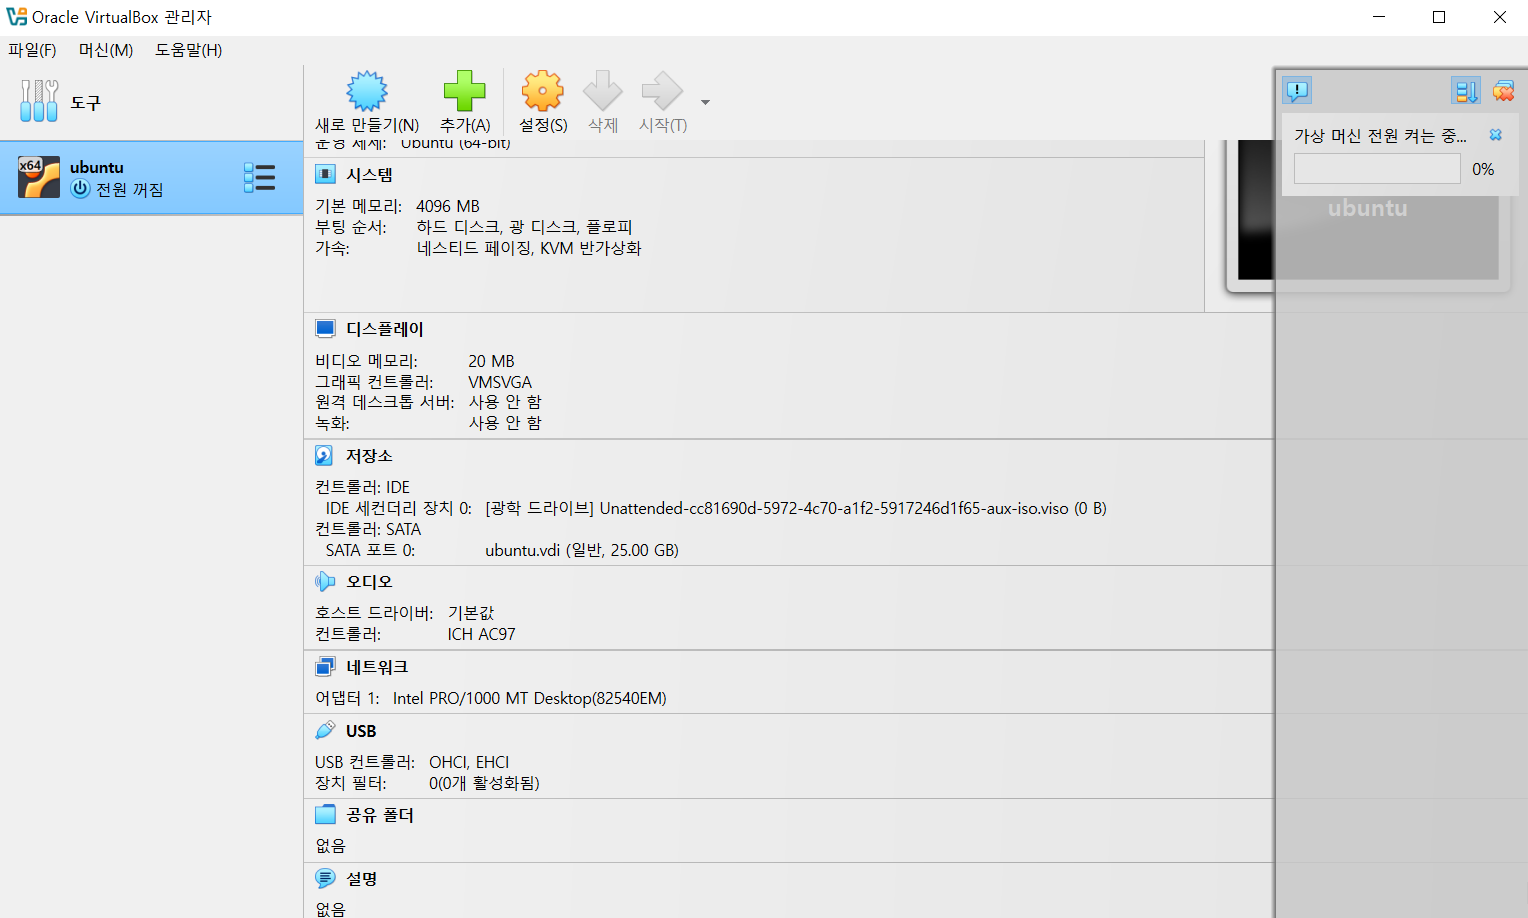 Oracle VirtualBox 관리자
파일(F) 머신(M) 도움말(H)
도구
새로 만들기(N) 추가(A) 설정(S) 삭제 시작(T)
x64
ubuntu
전원 꺼짐
운영 체제: Ubuntu (64-bit)
시스템
기본 메모리: 4096 MB
부팅 순서: 하드 디스크, 광 디스크, 플로피
가속: 네스티드 페이징, KVM 반가상화
가상 머신 전원 켜는 중...
0%
ubuntu
디스플레이
비디오 메모리: 20 MB
그래픽 컨트롤러: VMSVGA
원격 데스크톱 서버: 사용 안 함
녹화: 사용 안 함
저장소
컨트롤러: IDE
IDE 세컨더리 장치 0: [광학 드라이브] Unattended-cc81690d-5972-4c70-a1f2-5917246d1f65-aux-iso.viso (0 B)
컨트롤러: SATA
SATA 포트 0: ubuntu.vdi (일반, 25.00 GB)
오디오
호스트 드라이버: 기본값
컨트롤러: ICH AC97
네트워크
어댑터 1: Intel PRO/1000 MT Desktop(82540EM)
USB
USB 컨트롤러: OHCI, EHCI
장치 필터: 0(0개 활성화됨)
공유 폴더
없음
설명
없음